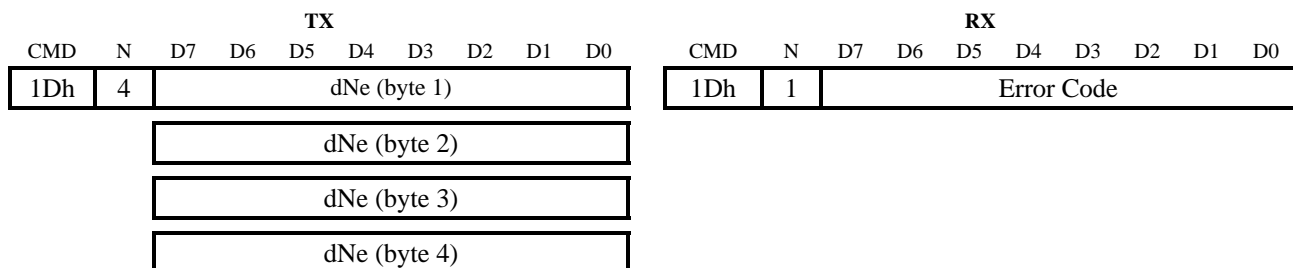 TX RX
CMD N D7 D6 D5 D4 D3 D2 D1 D0 CMD N D7 D6 D5 D4 D3 D2 D1 D0
1Dh 4 dNe (byte 1) 1Dh 1 Error Code
dNe (byte 2)
dNe (byte 3)
dNe (byte 4)